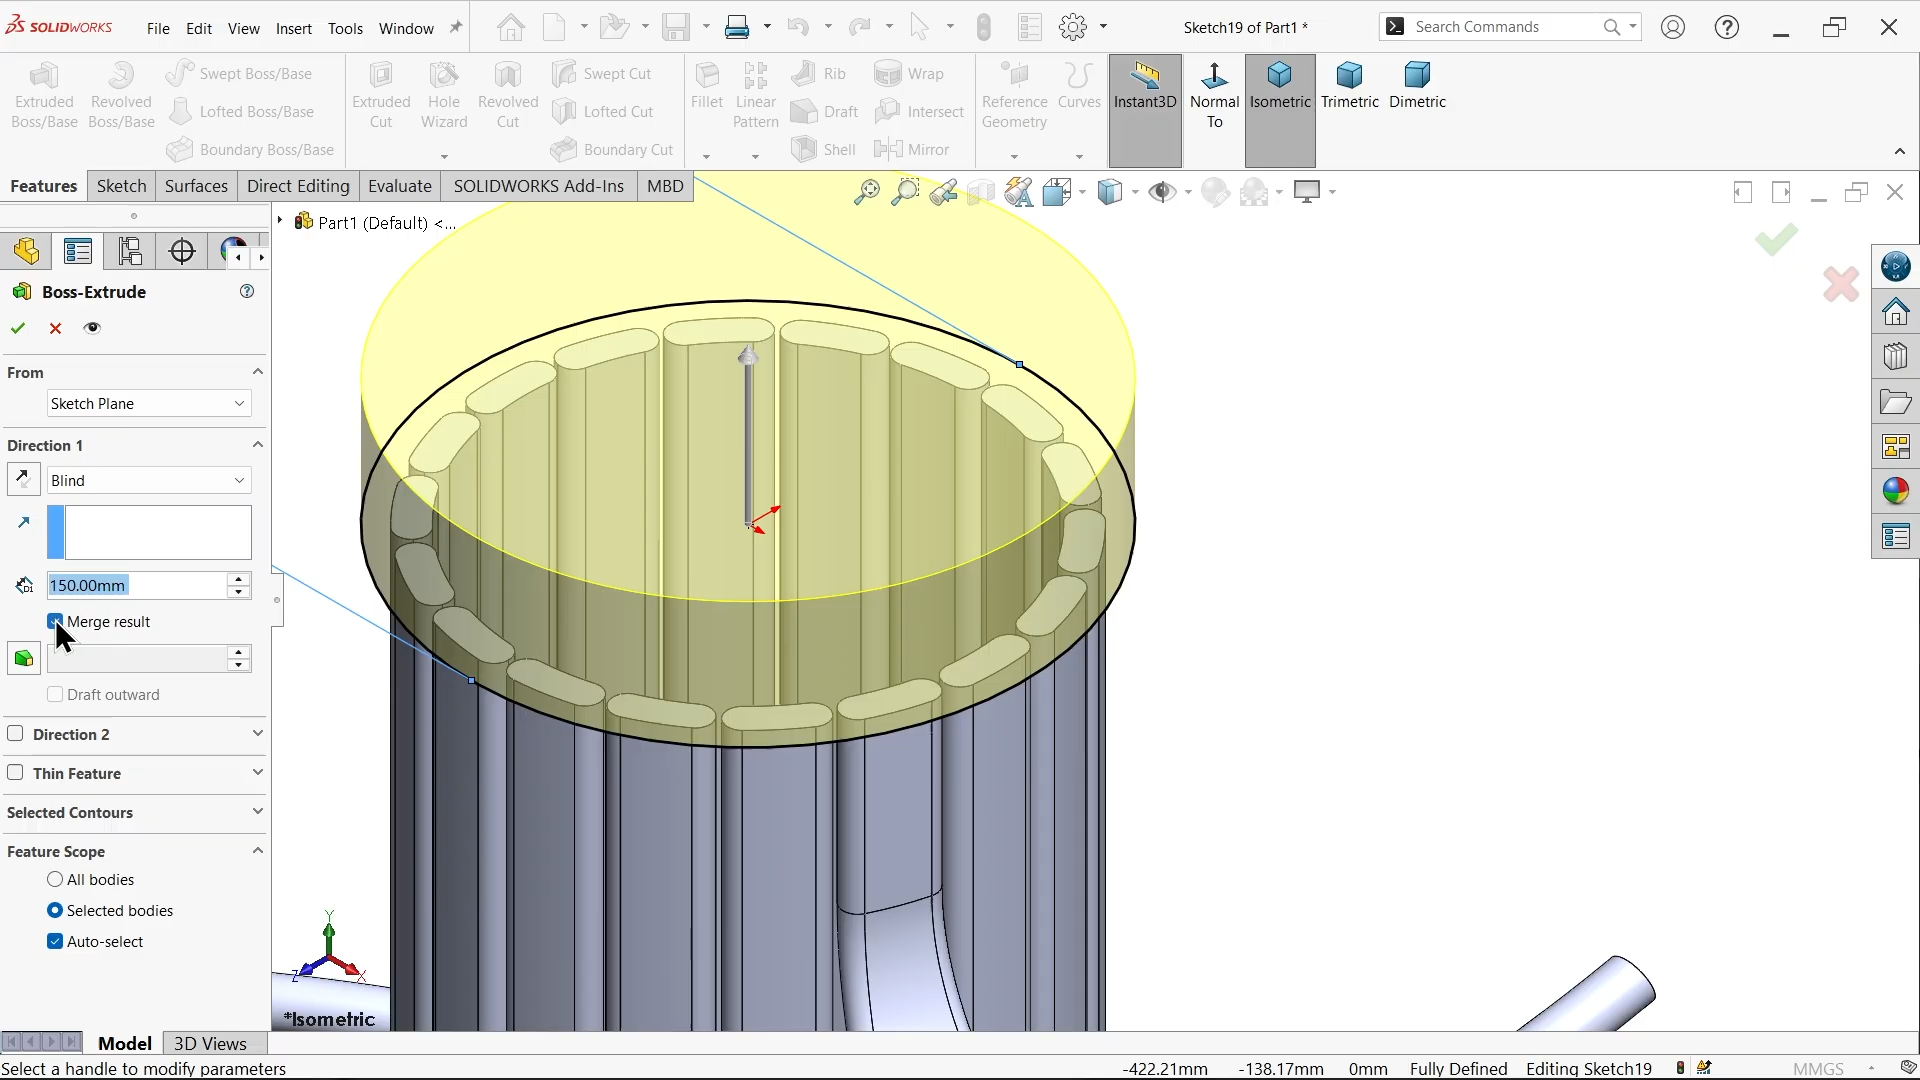 SOLIDWORKS
File Edit View Insert Tools Window
Sketch19 of Part1 *
Search Commands
Extruded Boss/Base
Revolved Boss/Base
Swept Boss/Base
Lofted Boss/Base
Boundary Boss/Base
Extruded Cut
Hole Wizard
Revolved Cut
Swept Cut
Lofted Cut
Boundary Cut
Fillet
Linear Pattern
Rib
Draft
Shell
Wrap
Intersect
Mirror
Reference Geometry
Curves
Instant3D
Normal To
Isometric
Trimetric
Dimetric
Features Sketch Surfaces Direct Editing Evaluate SOLIDWORKS Add-Ins MBD
Part1 (Default) <...
Boss-Extrude
From
Sketch Plane
Direction 1
Blind
D1
150.00mm
Merge result
Draft outward
Direction 2
Thin Feature
Selected Contours
Feature Scope
All bodies
Selected bodies
Auto-select
Y
Z
X
*Isometric
Model 3D Views
Select a handle to modify parameters
-422.21mm -138.17mm 0mm Fully Defined Editing Sketch19 MMGS